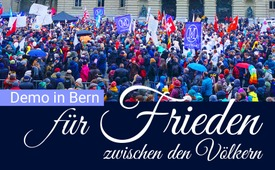 Demo in Bern
für Frieden
zwischen den Völkern